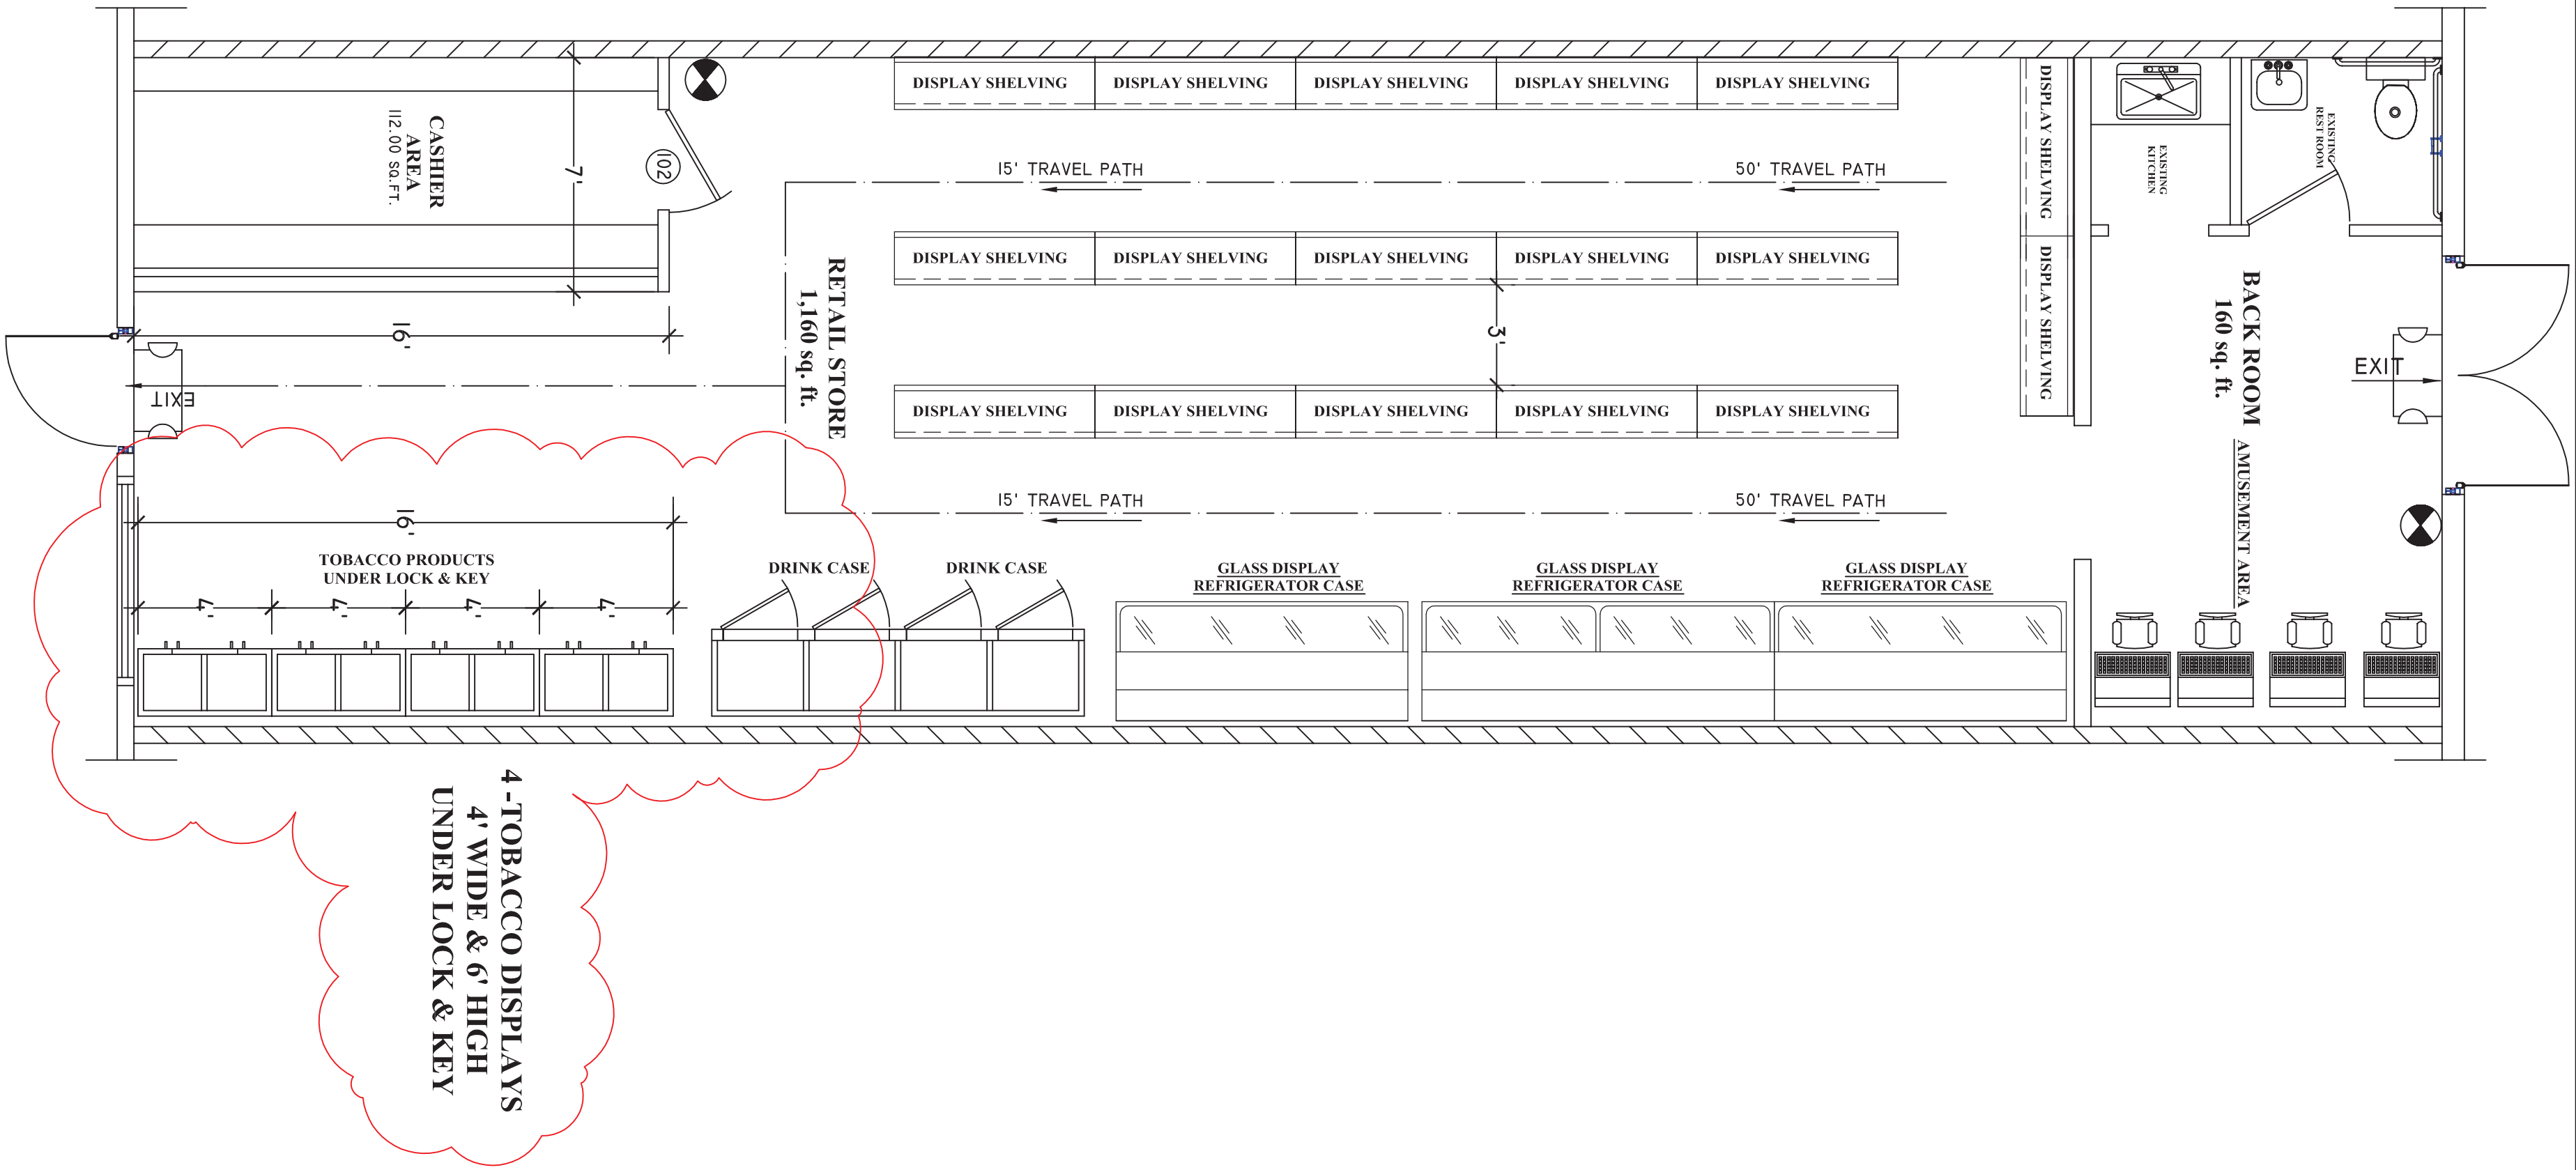 CASHIER
AREA
112.00 SQ.FT.
7'
102
16'
EXIT
DISPLAY SHELVING
DISPLAY SHELVING
DISPLAY SHELVING
DISPLAY SHELVING
DISPLAY SHELVING
15' TRAVEL PATH
50' TRAVEL PATH
RETAIL STORE
1,160 sq. ft.
DISPLAY SHELVING
DISPLAY SHELVING
DISPLAY SHELVING
DISPLAY SHELVING
DISPLAY SHELVING
3'
DISPLAY SHELVING
DISPLAY SHELVING
DISPLAY SHELVING
DISPLAY SHELVING
DISPLAY SHELVING
15' TRAVEL PATH
50' TRAVEL PATH
DISPLAY SHELVING
DISPLAY SHELVING
EXISTING
KITCHEN
EXISTING
REST ROOM
BACK ROOM
160 sq. ft.
EXIT
AMUSEMENT AREA
16'
TOBACCO PRODUCTS
UNDER LOCK & KEY
4'
4'
4'
4'
DRINK CASE
DRINK CASE
GLASS DISPLAY
REFRIGERATOR CASE
GLASS DISPLAY
REFRIGERATOR CASE
GLASS DISPLAY
REFRIGERATOR CASE
4 -TOBACCO DISPLAYS
4' WIDE & 6' HIGH
UNDER LOCK & KEY